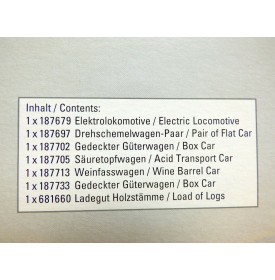 Inhalt / Contents:
1 x 187679 Elektrolokomotive / Electric Locomotive
1 x 187697 Drehschemelwagen-Paar / Pair of Flat Car
1 x 187702 Gedeckter Güterwagen / Box Car
1 x 187705 Säuretopfwagen / Acid Transport Car
1 x 187713 Weinfasswagen / Wine Barrel Car
1 x 187733 Gedeckter Güterwagen / Box Car
1 x 681660 Ladegut Holzstämme / Load of Logs